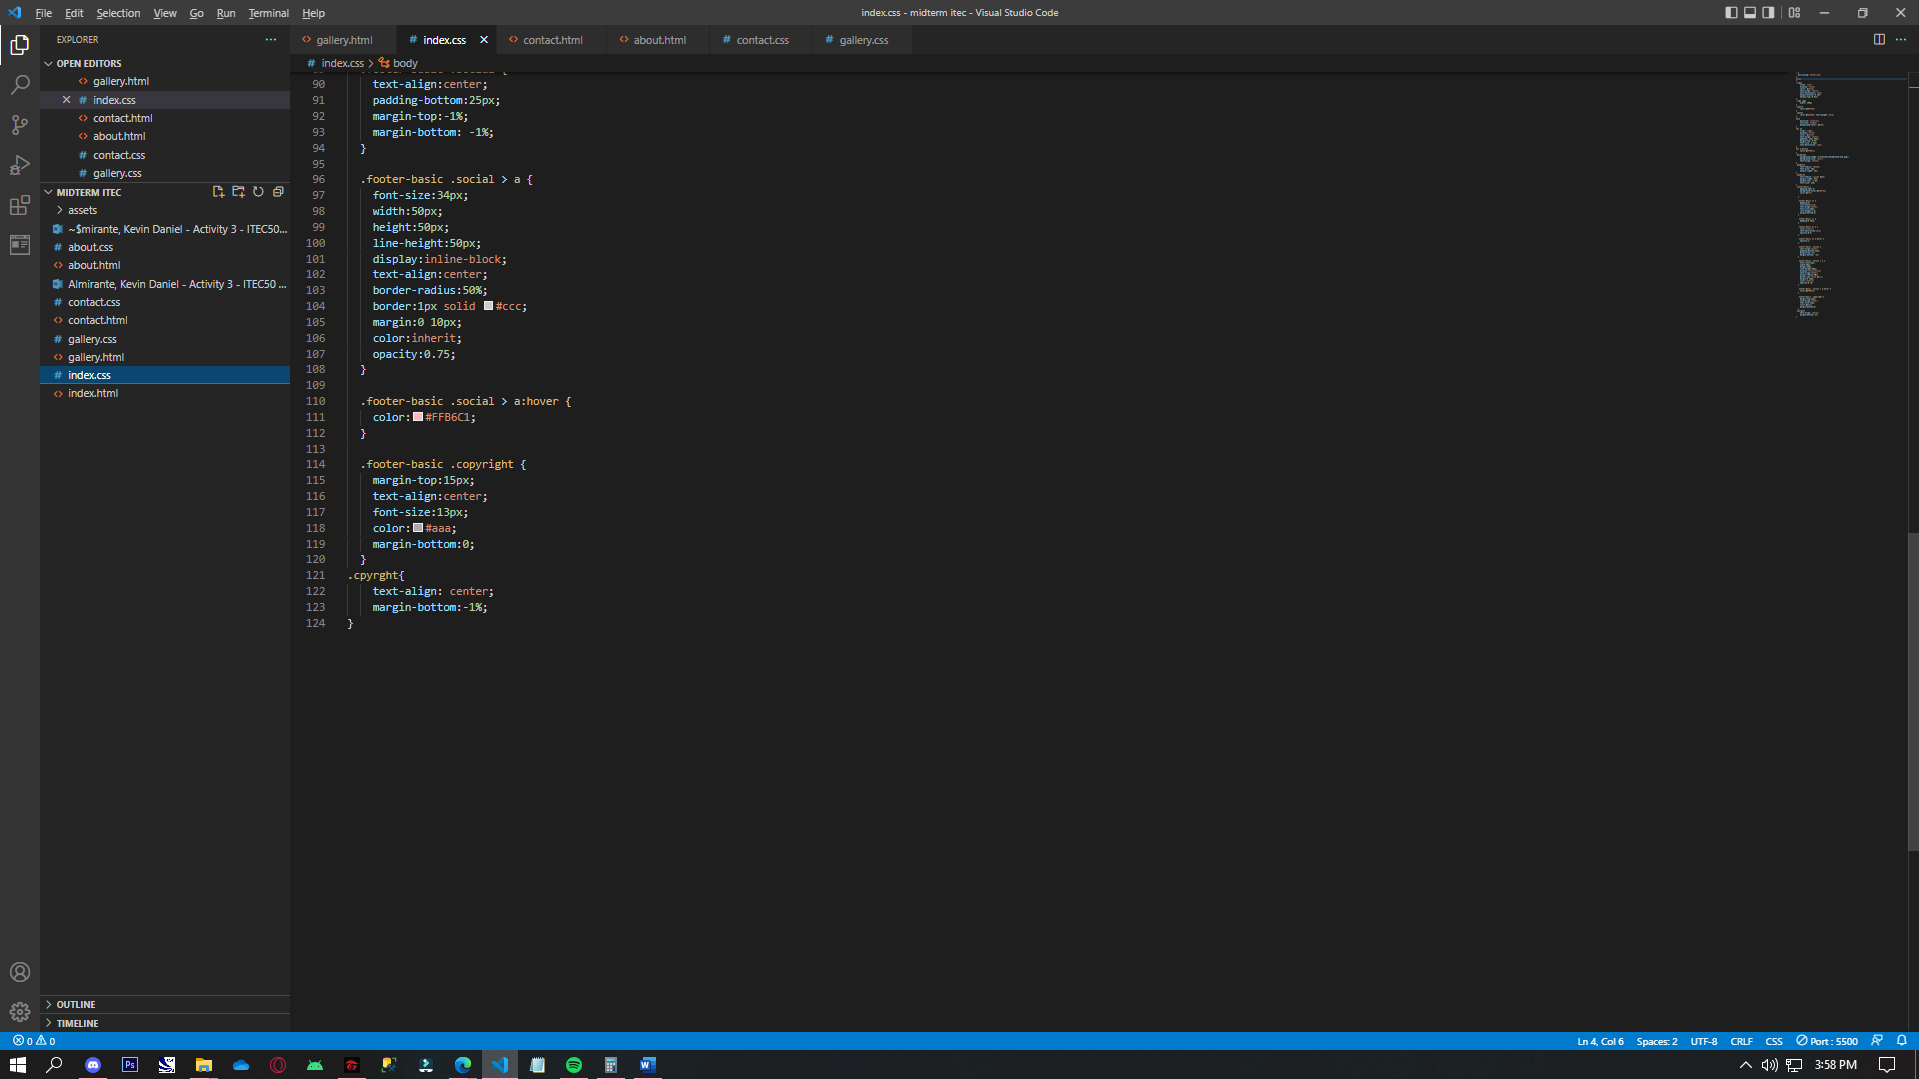 File Edit Selection View Go Run Terminal Help
index.css - midterm itec - Visual Studio Code
EXPLORER
OPEN EDITORS
gallery.html
index.css
contact.html
about.html
contact.css
gallery.css
MIDTERM ITEC
assets
~$mirante, Kevin Daniel - Activity 3 - ITEC50...
about.css
about.html
Almirante, Kevin Daniel - Activity 3 - ITEC50 ...
contact.css
contact.html
gallery.css
gallery.html
index.css
index.html
OUTLINE
TIMELINE
gallery.html index.css contact.html about.html contact.css gallery.css
index.css > body
90 text-align:center;
91 padding-bottom:25px;
92 margin-top:-1%;
93 margin-bottom: -1%;
94 }
95
96 .footer-basic .social > a {
97 font-size:34px;
98 width:50px;
99 height:50px;
100 line-height:50px;
101 display:inline-block;
102 text-align:center;
103 border-radius:50%;
104 border:1px solid #ccc;
105 margin:0 10px;
106 color:inherit;
107 opacity:0.75;
108 }
109
110 .footer-basic .social > a:hover {
111 color:#FFB6C1;
112 }
113
114 .footer-basic .copyright {
115 margin-top:15px;
116 text-align:center;
117 font-size:13px;
118 color:#aaa;
119 margin-bottom:0;
120 }
121 .cpyrght{
122 text-align: center;
123 margin-bottom:-1%;
124 }
0 0
Ln 4, Col 6 Spaces: 2 UTF-8 CRLF CSS Port : 5500
Ps
3:58 PM